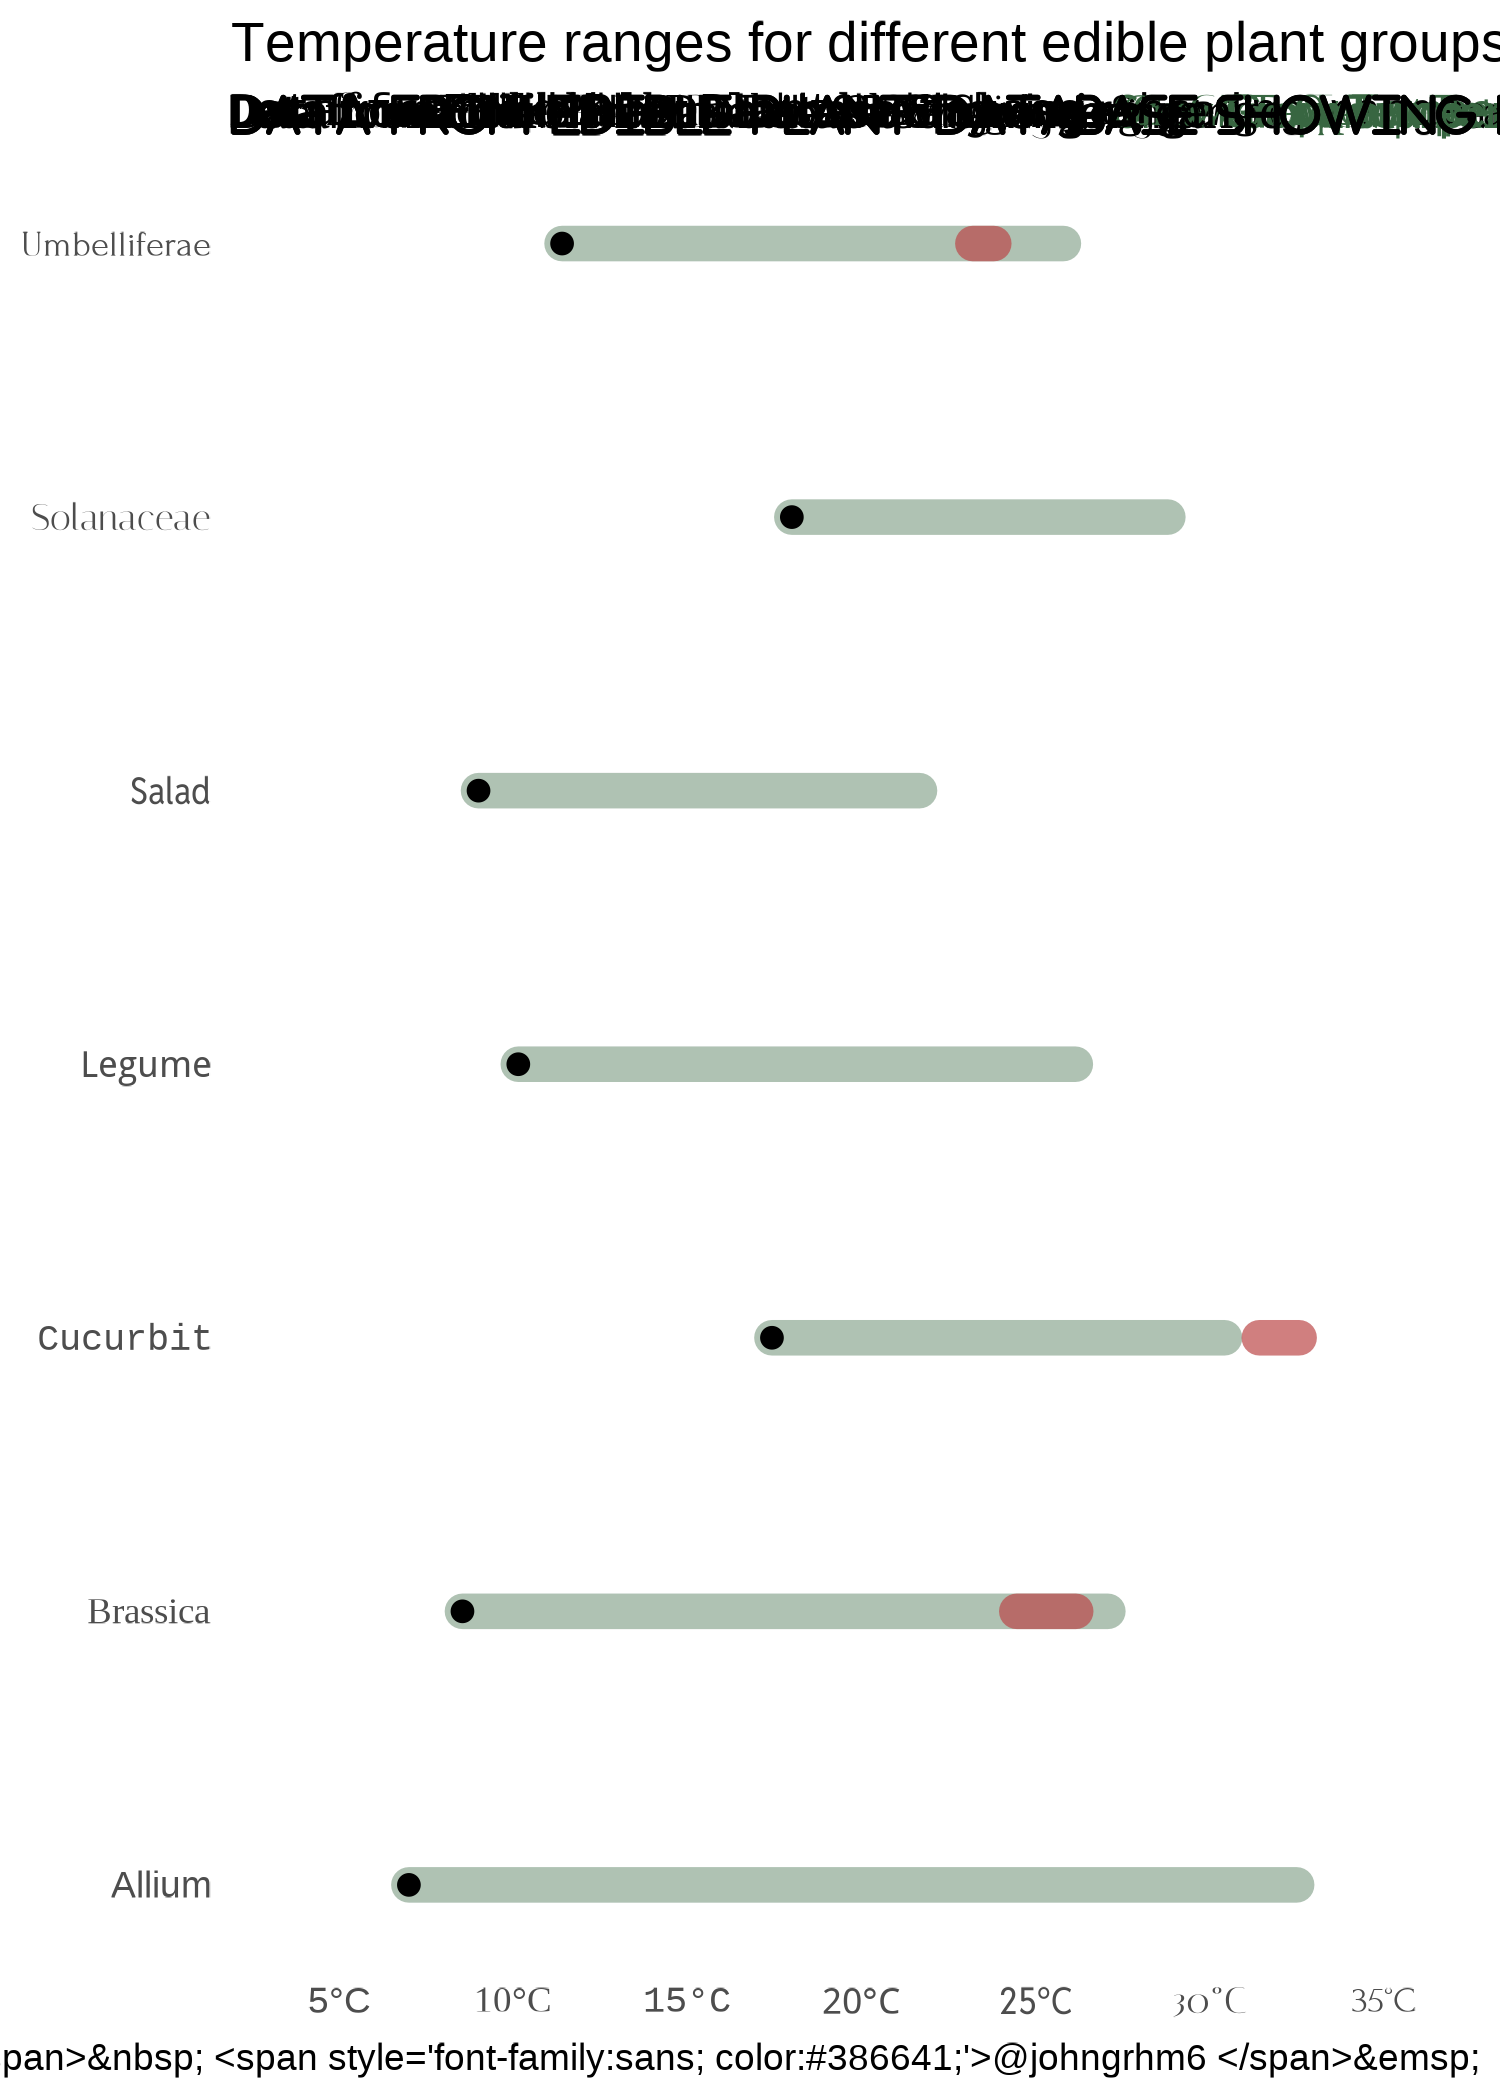 Temperature ranges for different edible plant groups
Umbelliferae
Solanaceae
Salad
Legume
Cucurbit
Brassica
Allium
5°C 10°C 15°C 20°C 25°C 30°C 35°C
pan>&nbsp; <span style='font-family:sans; color:#386641;'>@johngrhm6 </span>&emsp;